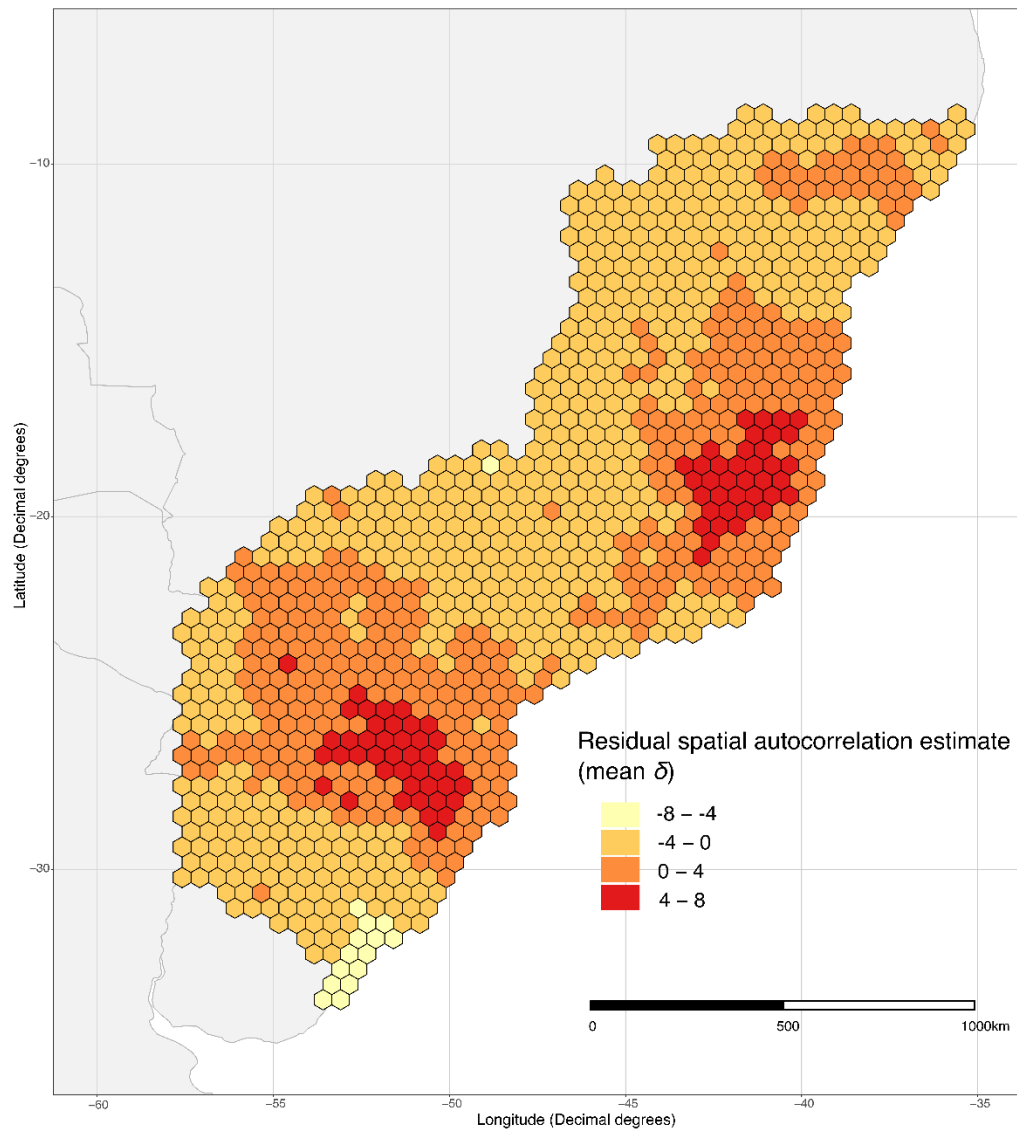 −10
−20
−30
Latitude (Decimal degrees)
Residual spatial autocorrelation estimate
(mean δ)
-8 – -4
-4 – 0
0 – 4
4 – 8
0 500 1000km
−60 −55 −50 −45 −40 −35
Longitude (Decimal degrees)